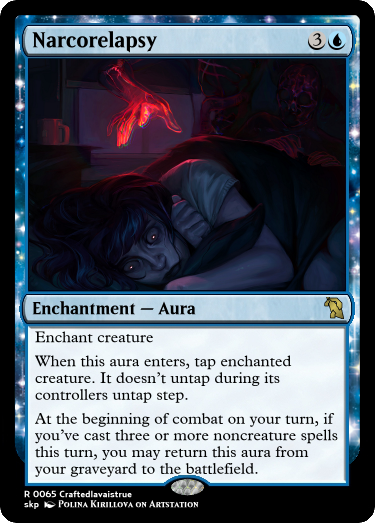 Narcorelapsy 3
Enchantment — Aura
Enchant creature
When this aura enters, tap enchanted
creature. It doesn't untap during its
controllers untap step.
At the beginning of combat on your turn, if
you've cast three or more noncreature spells
this turn, you may return this aura from
your graveyard to the battlefield.
R 0065 Craftedlavaistrue
skp Polina Kirillova on Artstation